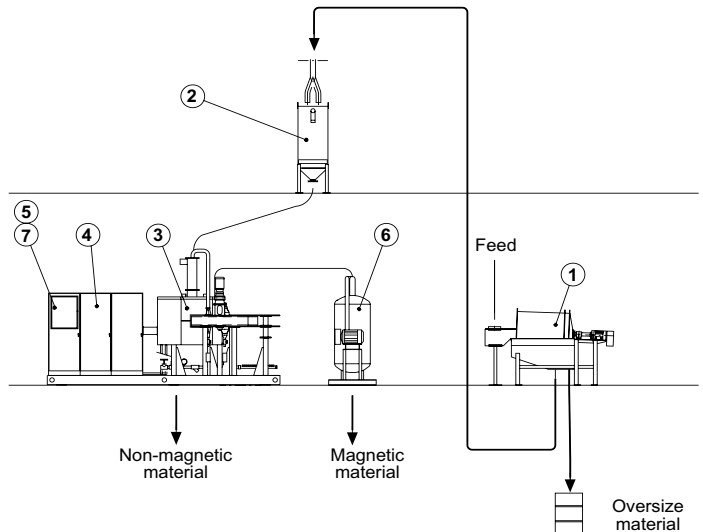 2
5
7
4
3
6
Feed
1
Non-magnetic
material
Magnetic
material
Oversize
material